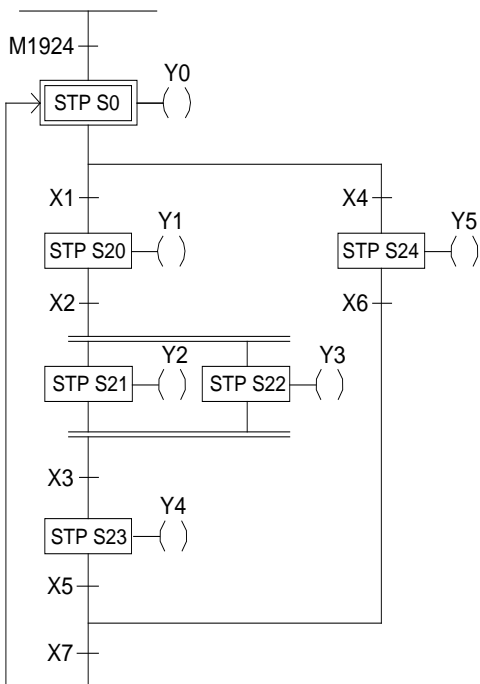 M1924
Y0
STP S0
X1
X4
Y1
Y5
STP S20
STP S24
X2
X6
Y2
Y3
STP S21
STP S22
X3
Y4
STP S23
X5
X7